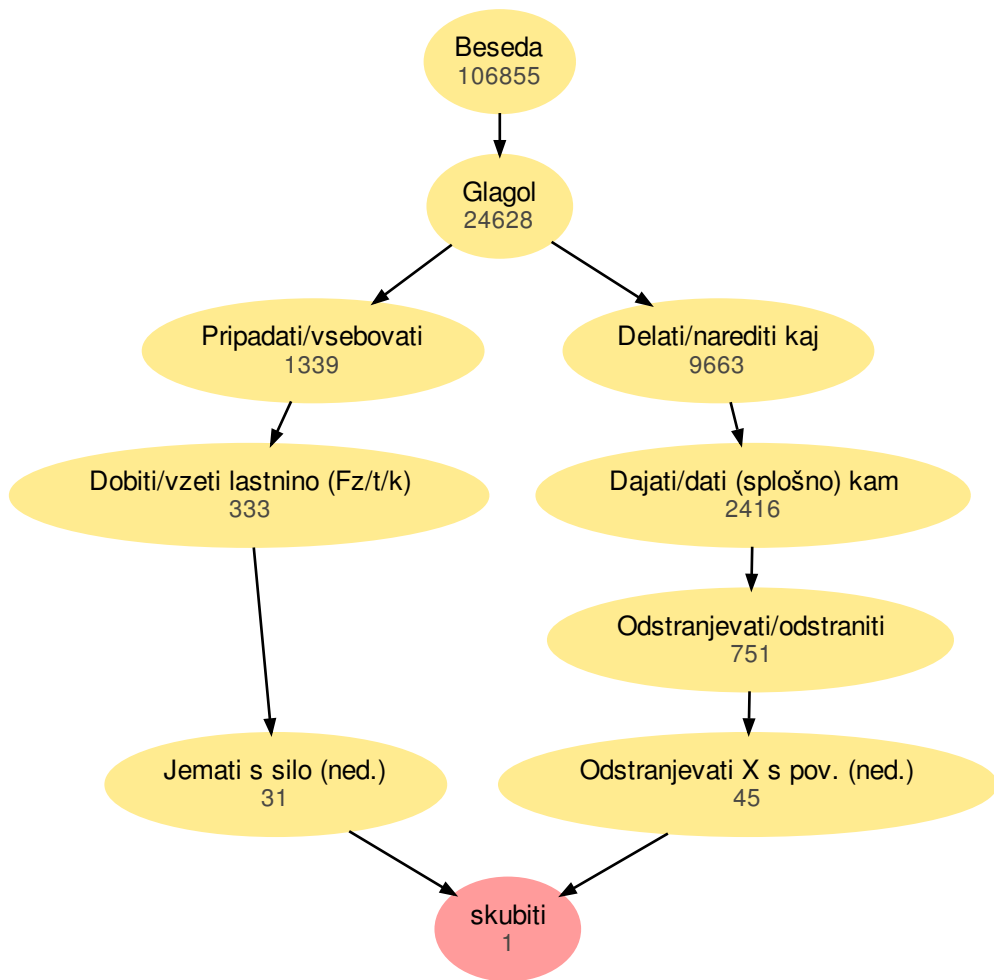 Beseda
106855
Glagol
24628
Pripadati/vsebovati
1339
Delati/narediti kaj
9663
Dobiti/vzeti lastnino (Fz/t/k)
333
Dajati/dati (splošno) kam
2416
Odstranjevati/odstraniti
751
Jemati s silo (ned.)
31
Odstranjevati X s pov. (ned.)
45
skubiti
1